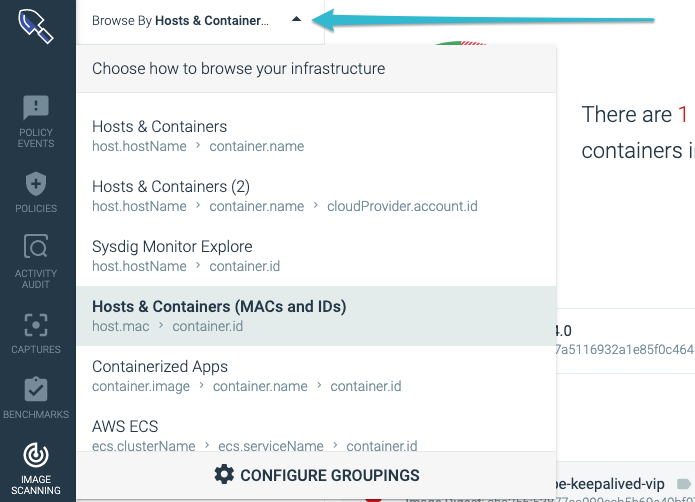 Browse By Hosts & Container...
Choose how to browse your infrastructure
Hosts & Containers
host.hostName > container.name
Hosts & Containers (2)
host.hostName > container.name > cloudProvider.account.id
Sysdig Monitor Explore
host.hostName > container.id
Hosts & Containers (MACs and IDs)
host.mac > container.id
Containerized Apps
container.image > container.name > container.id
AWS ECS
ecs.clusterName > ecs.serviceName > container.id
CONFIGURE GROUPINGS
POLICY
EVENTS
POLICIES
ACTIVITY
AUDIT
CAPTURES
BENCHMARKS
IMAGE
SCANNING
There are 1
containers i
4.0
7a5116932a1e85f0c464
be-keepalived-vip